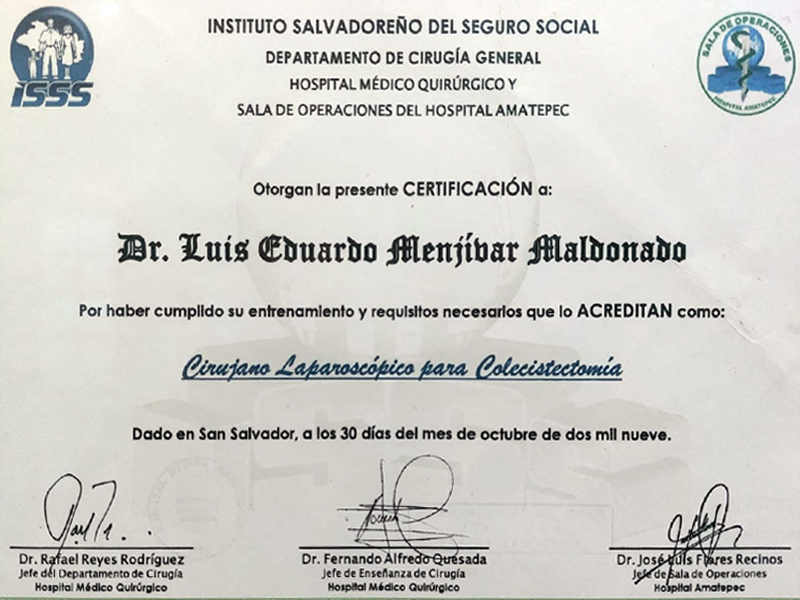 INSTITUTO SALVADOREÑO DEL SEGURO SOCIAL
DEPARTAMENTO DE CIRUGÍA GENERAL
HOSPITAL MÉDICO QUIRÚRGICO Y
SALA DE OPERACIONES DEL HOSPITAL AMATEPEC
ISSS
SALA DE OPERACIONES
HOSPITAL AMATEPEC
Otorgan la presente CERTIFICACIÓN a:
Dr. Luis Eduardo Menjívar Maldonado
Por haber cumplido su entrenamiento y requisitos necesarios que lo ACREDITAN como:
Cirujano Laparoscópico para Colecistectomía
Dado en San Salvador, a los 30 días del mes de octubre de dos mil nueve.
Dr. Rafael Reyes Rodríguez
Jefe del Departamento de Cirugía
Hospital Médico Quirúrgico
Dr. Fernando Alfredo Quesada
Jefe de Enseñanza de Cirugía
Hospital Médico Quirúrgico
Dr. José Luis Flores Recinos
Jefe de Sala de Operaciones
Hospital Amatepec